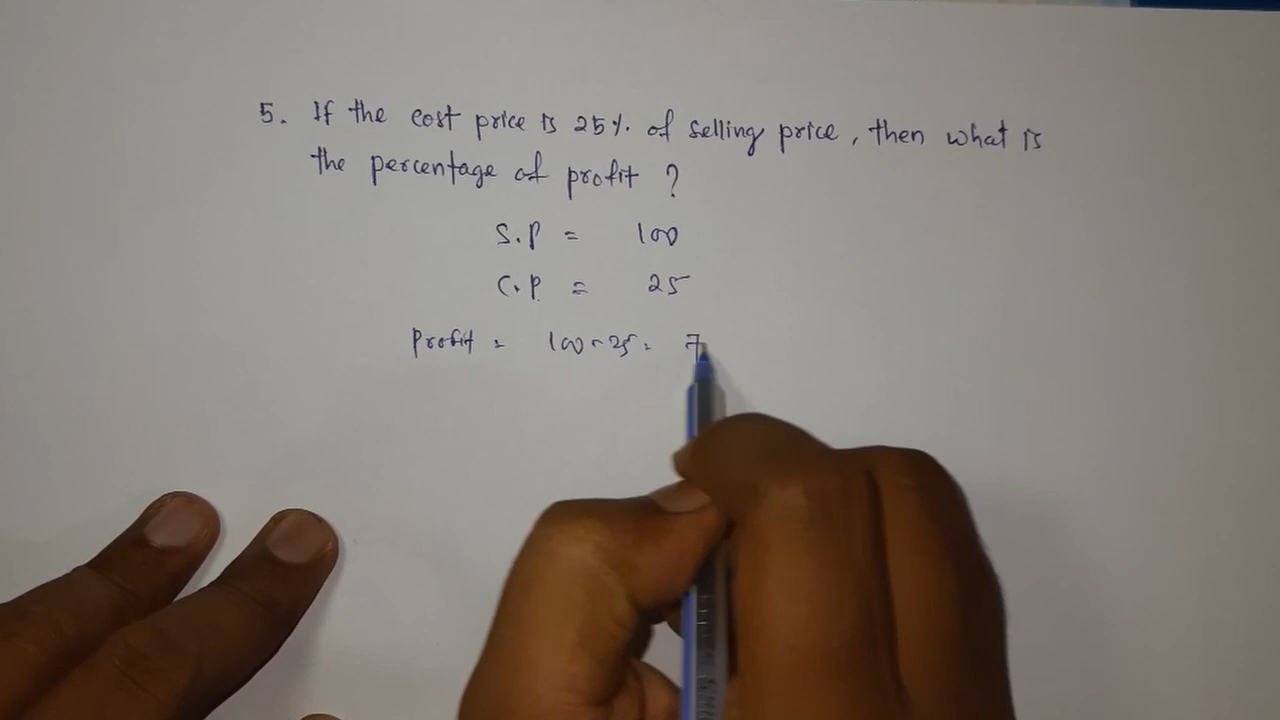 5. If the cost price is 25% of selling price, then what is
the percentage of profit ?
S.P = 100
C.P. = 25
Profit = 100-25= 7